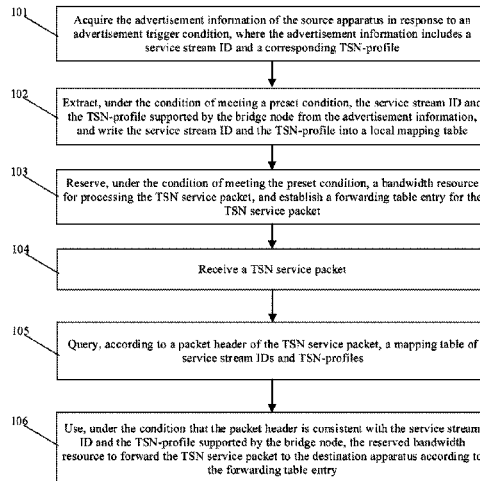 101
Acquire the advertisement information of the source apparatus in response to an
advertisement trigger condition, where the advertisement information includes a
service stream ID and a corresponding TSN-profile
102
Extract, under the condition of meeting a preset condition, the service stream ID and
the TSN-profile supported by the bridge node from the advertisement information,
and write the service stream ID and the TSN-profile into a local mapping table
103
Reserve, under the condition of meeting the preset condition, a bandwidth resource
for processing the TSN service packet, and establish a forwarding table entry for the
TSN service packet
104
Receive a TSN service packet
105
Query, according to a packet header of the TSN service packet, a mapping table of
service stream IDs and TSN-profiles
106
Use, under the condition that the packet header is consistent with the service stream
ID and the TSN-profile supported by the bridge node, the reserved bandwidth
resource to forward the TSN service packet to the destination apparatus according to
the forwarding table entry